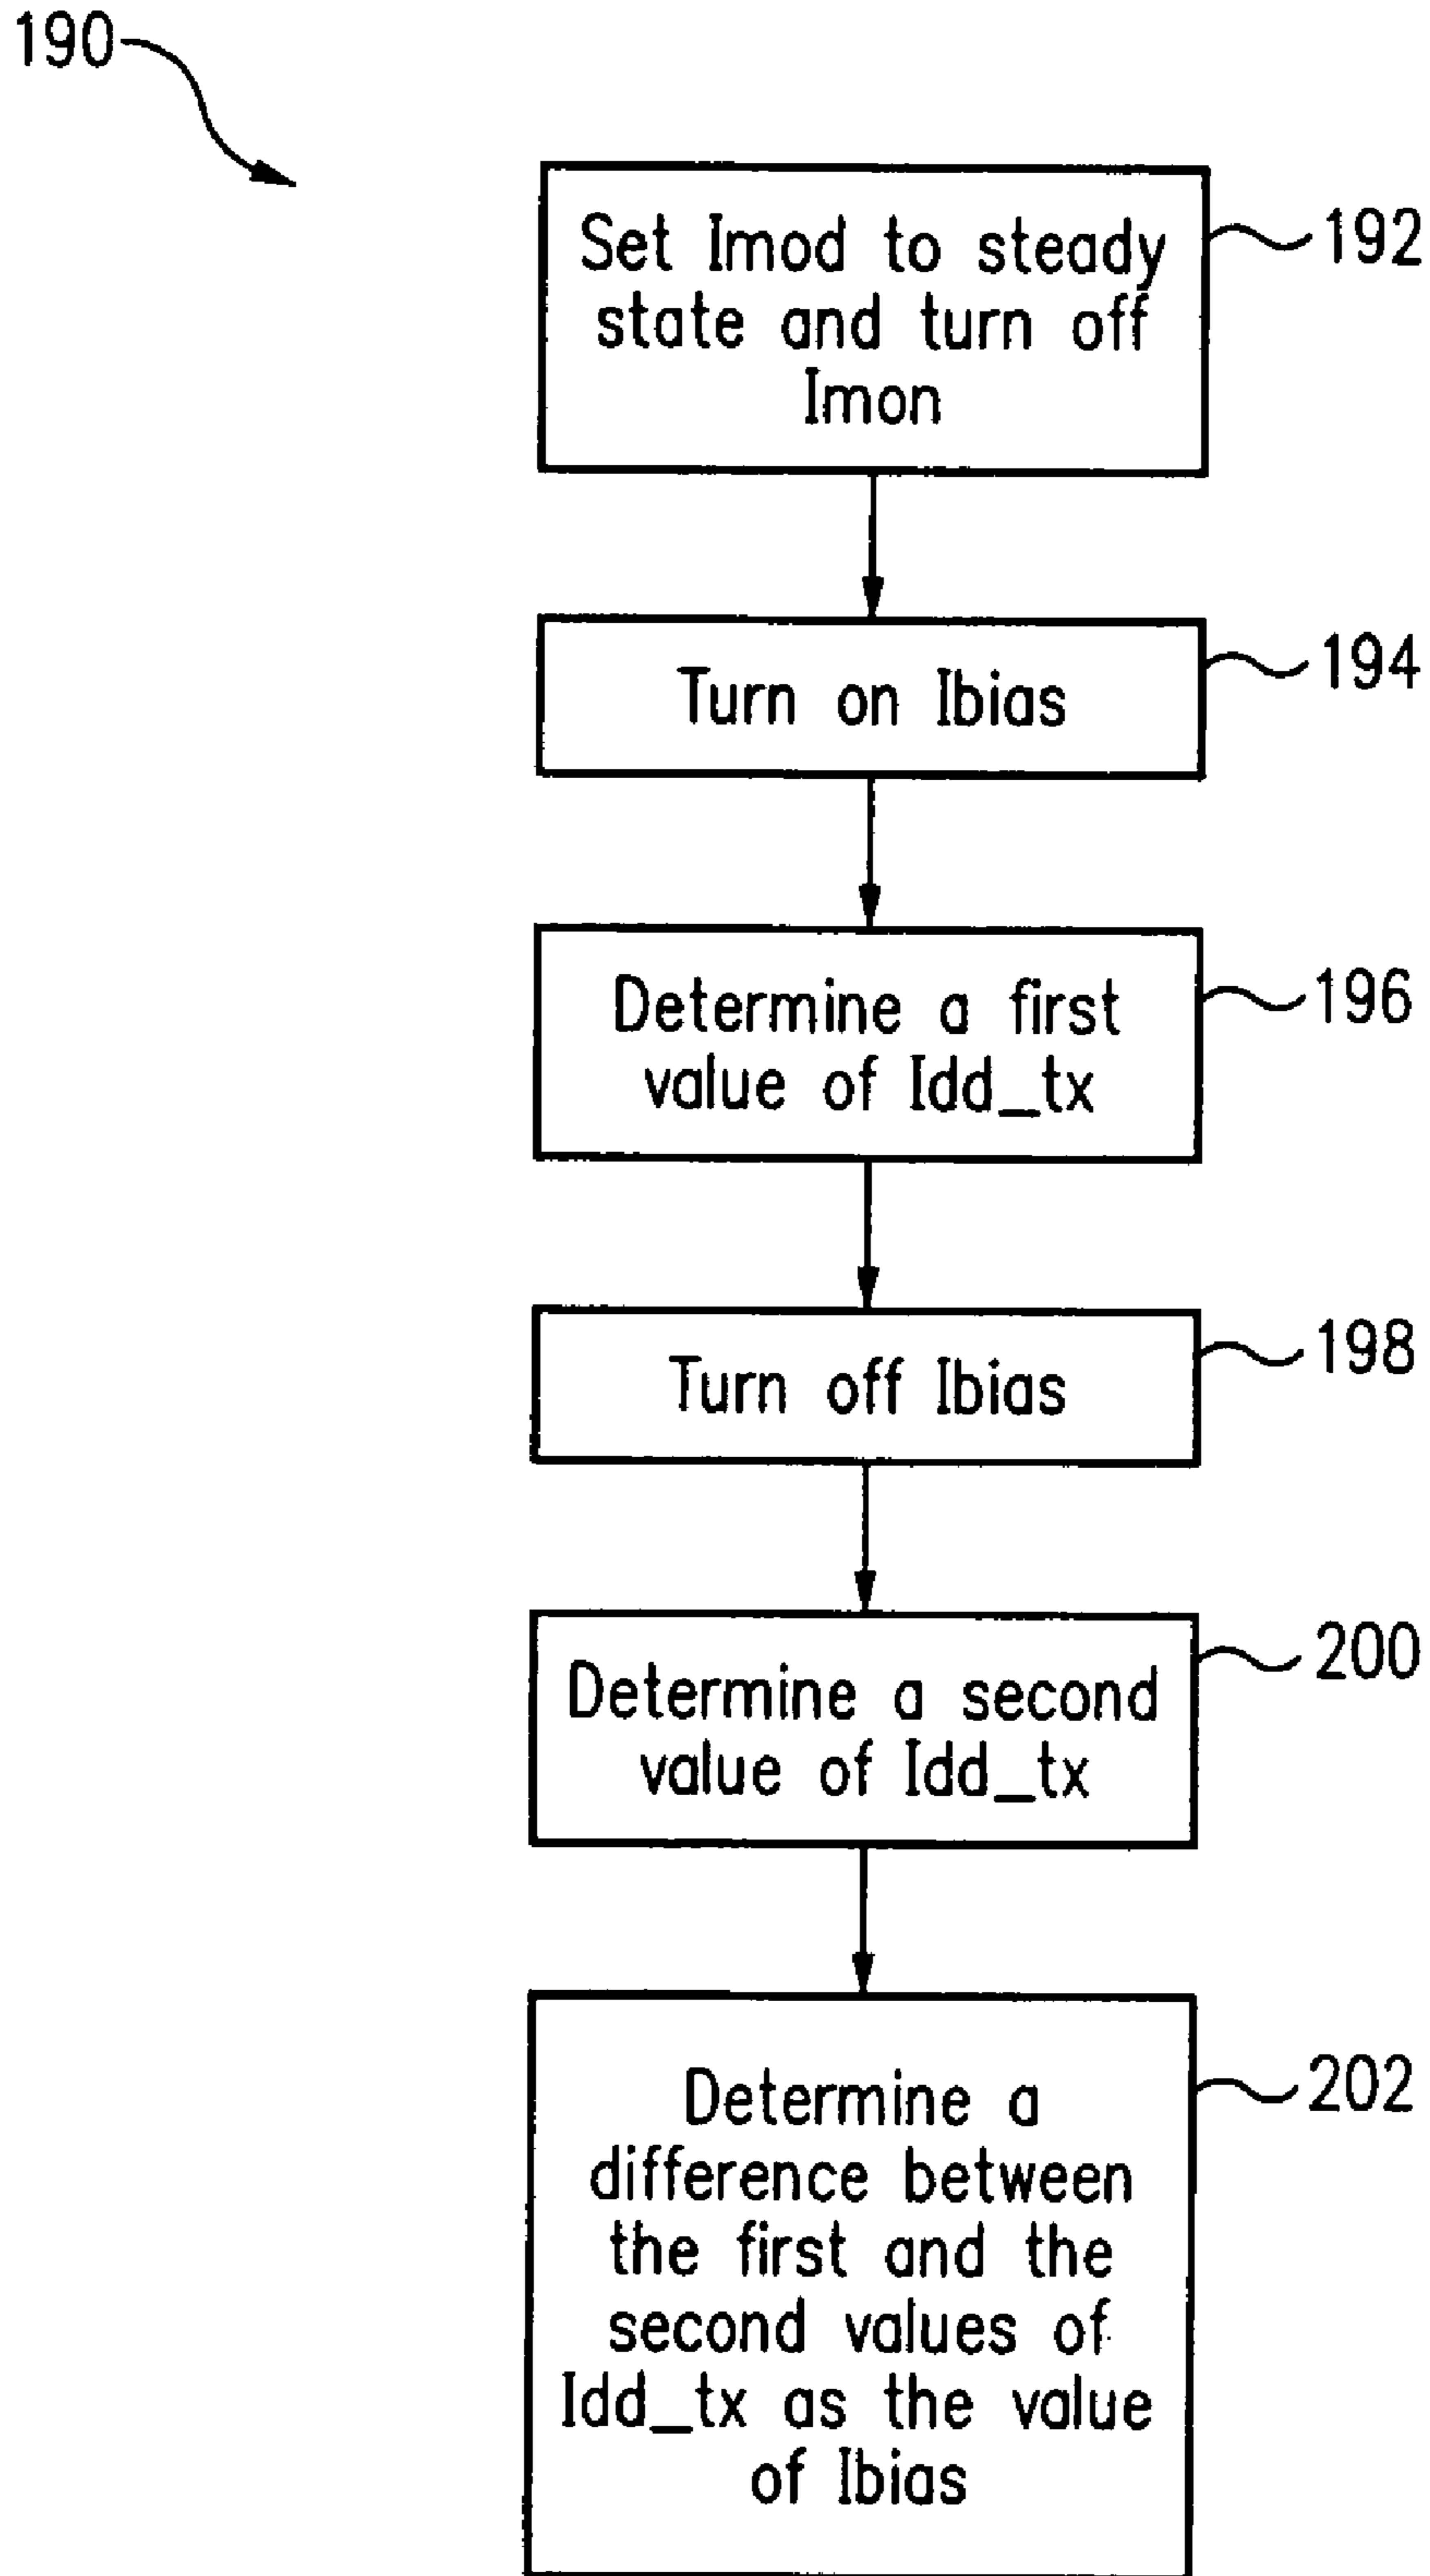 190
Set Imod to steady
state and turn off
Imon
192
Turn on Ibias
194
Determine a first
value of Idd_tx
196
Turn off Ibias
198
Determine a second
value of Idd_tx
200
Determine a
difference between
the first and the
second values of
Idd_tx as the value
of Ibias
202